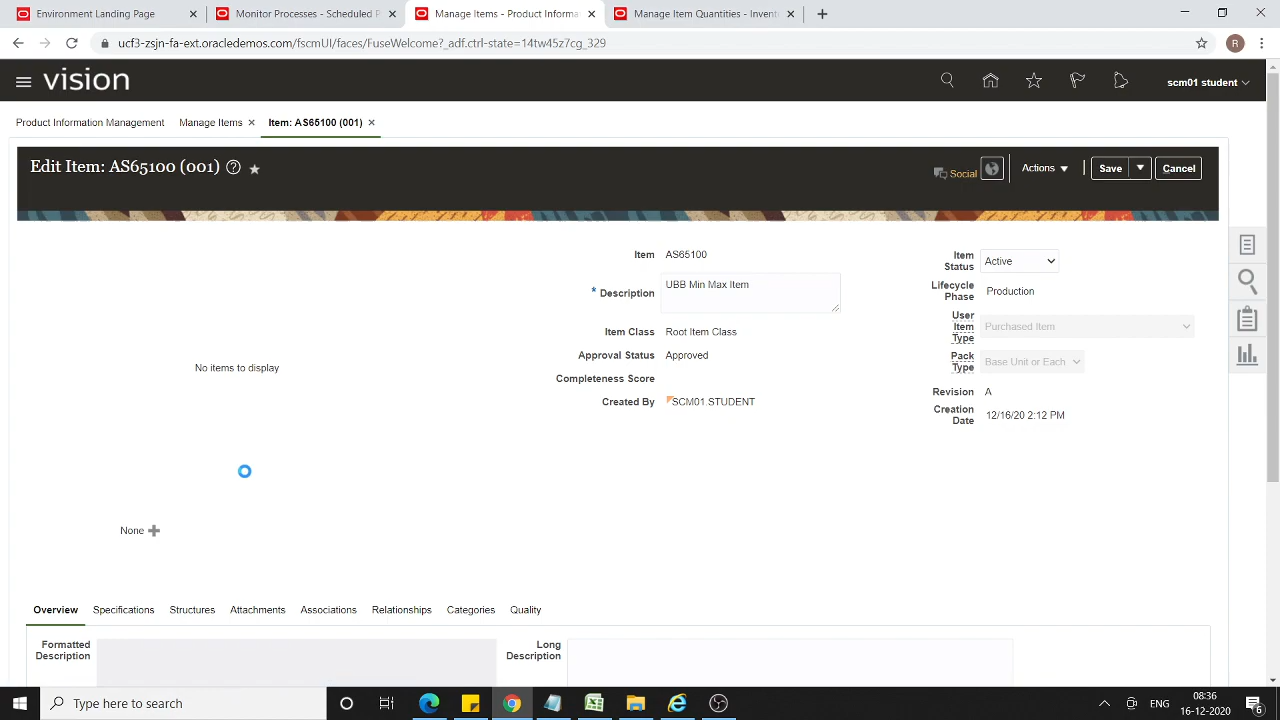 Environment Landing Page
Monitor Processes - Scheduled P
Manage Items - Product Informa
Manage Item Quantities - Invent
ucf3-zsjn-fa-ext.oracledemos.com/fscmUI/faces/FuseWelcome?_adf.ctrl-state=14tw45z7cg_329
R
vision
scm01 student
Product Information Management
Manage Items
Item: AS65100 (001)
Edit Item: AS65100 (001)
Social
Actions
Save
Cancel
Item AS65100
* Description UBB Min Max Item
Item Class Root Item Class
Approval Status Approved
Completeness Score
Created By SCM01.STUDENT
Item Status Active
Lifecycle Phase Production
User Item Type Purchased Item
Pack Type Base Unit or Each
Revision A
Creation Date 12/16/20 2:12 PM
No items to display
None
Overview
Specifications
Structures
Attachments
Associations
Relationships
Categories
Quality
Formatted Description
Long Description
Type here to search
ENG
08:36
16-12-2020
6